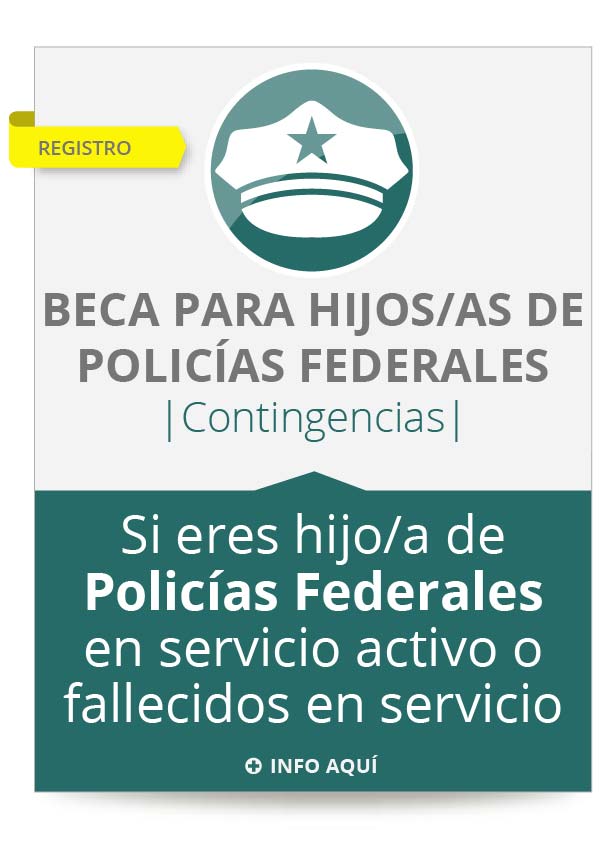 REGISTRO
BECA PARA HIJOS/AS DE
POLICÍAS FEDERALES
|Contingencias|
Si eres hijo/a de
Policías Federales
en servicio activo o
fallecidos en servicio
INFO AQUÍ